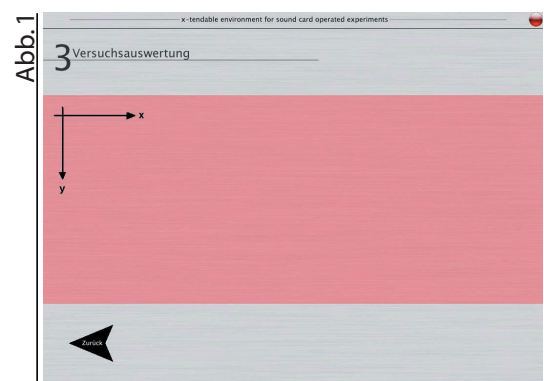 Abb. 1
x-tendable environment for sound card operated experiments
3 Versuchsauswertung
x
y
Zurück